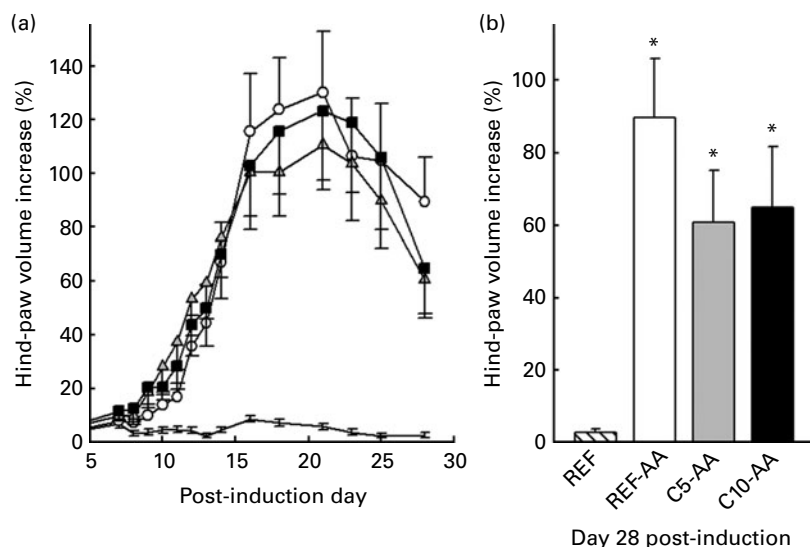 (a)
Hind-paw volume increase (%)
140
120
100
80
60
40
20
0
5 10 15 20 25 30
Post-induction day
(b)
Hind-paw volume increase (%)
100
80
60
40
20
0
* * *
REF REF-AA C5-AA C10-AA
Day 28 post-induction